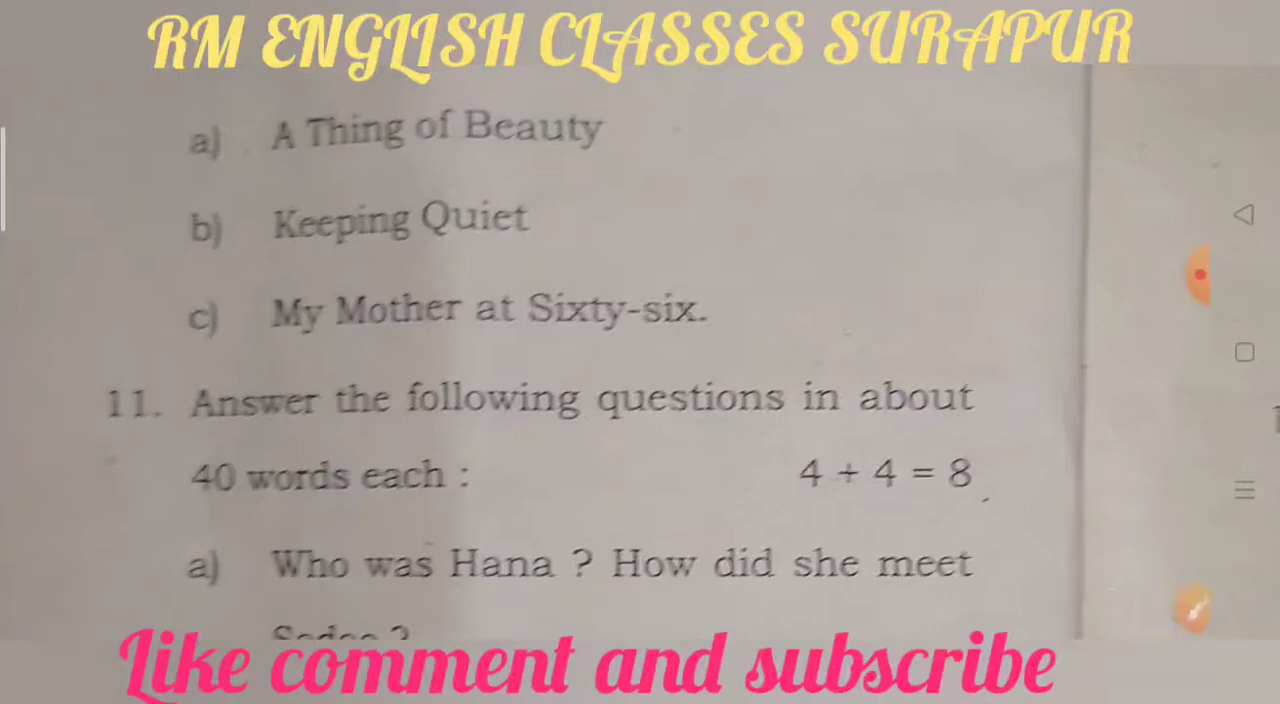 RM ENGLISH CLASSES SURAPUR
a) A Thing of Beauty
b) Keeping Quiet
c) My Mother at Sixty-six.
11. Answer the following questions in about
40 words each : 4 + 4 = 8
a) Who was Hana ? How did she meet
Like comment and subscribe